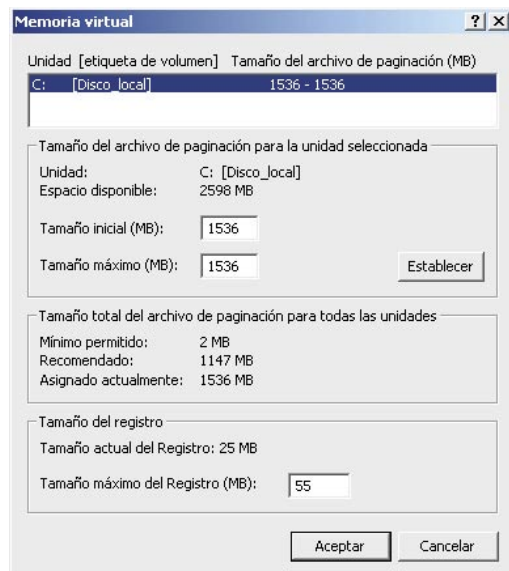 Memoria virtual
Unidad [etiqueta de volumen] Tamaño del archivo de paginación (MB)
C: [Disco_local] 1536 - 1536
Tamaño del archivo de paginación para la unidad seleccionada
Unidad: C: [Disco_local]
Espacio disponible: 2598 MB
Tamaño inicial (MB): 1536
Tamaño máximo (MB): 1536 Establecer
Tamaño total del archivo de paginación para todas las unidades
Mínimo permitido: 2 MB
Recomendado: 1147 MB
Asignado actualmente: 1536 MB
Tamaño del registro
Tamaño actual del Registro: 25 MB
Tamaño máximo del Registro (MB): 55
Aceptar Cancelar